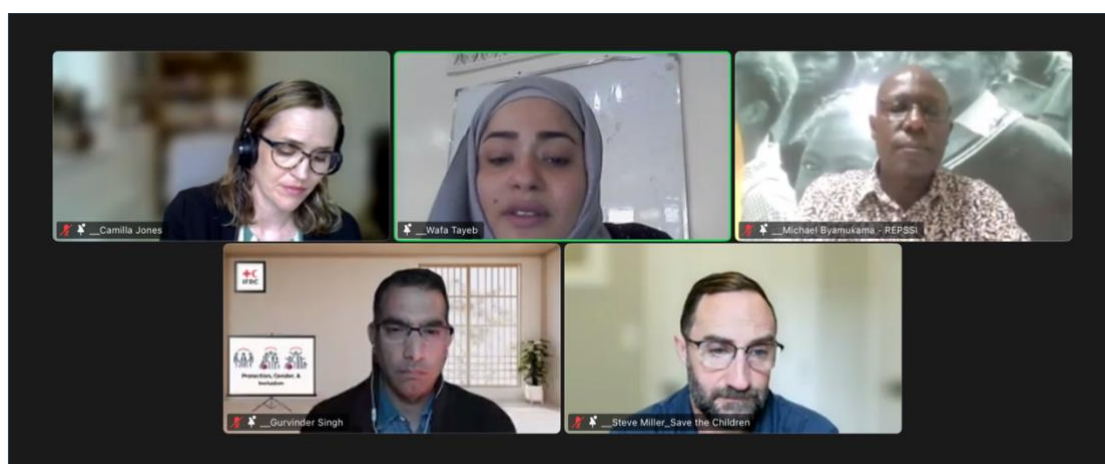 __Camilla Jones
__Wafa Tayeb
__Michael Byamukama - REPSSI
IFRC
Protection, Gender, &
Inclusion
__Gurvinder Singh
__Steve Miller_Save the Children